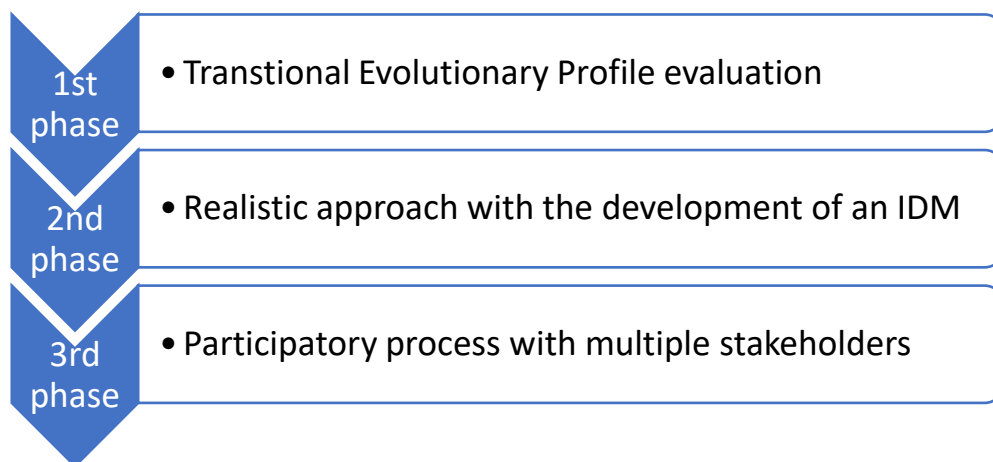 1st
phase
• Transtional Evolutionary Profile evaluation
2nd
phase
• Realistic approach with the development of an IDM
3rd
phase
• Participatory process with multiple stakeholders